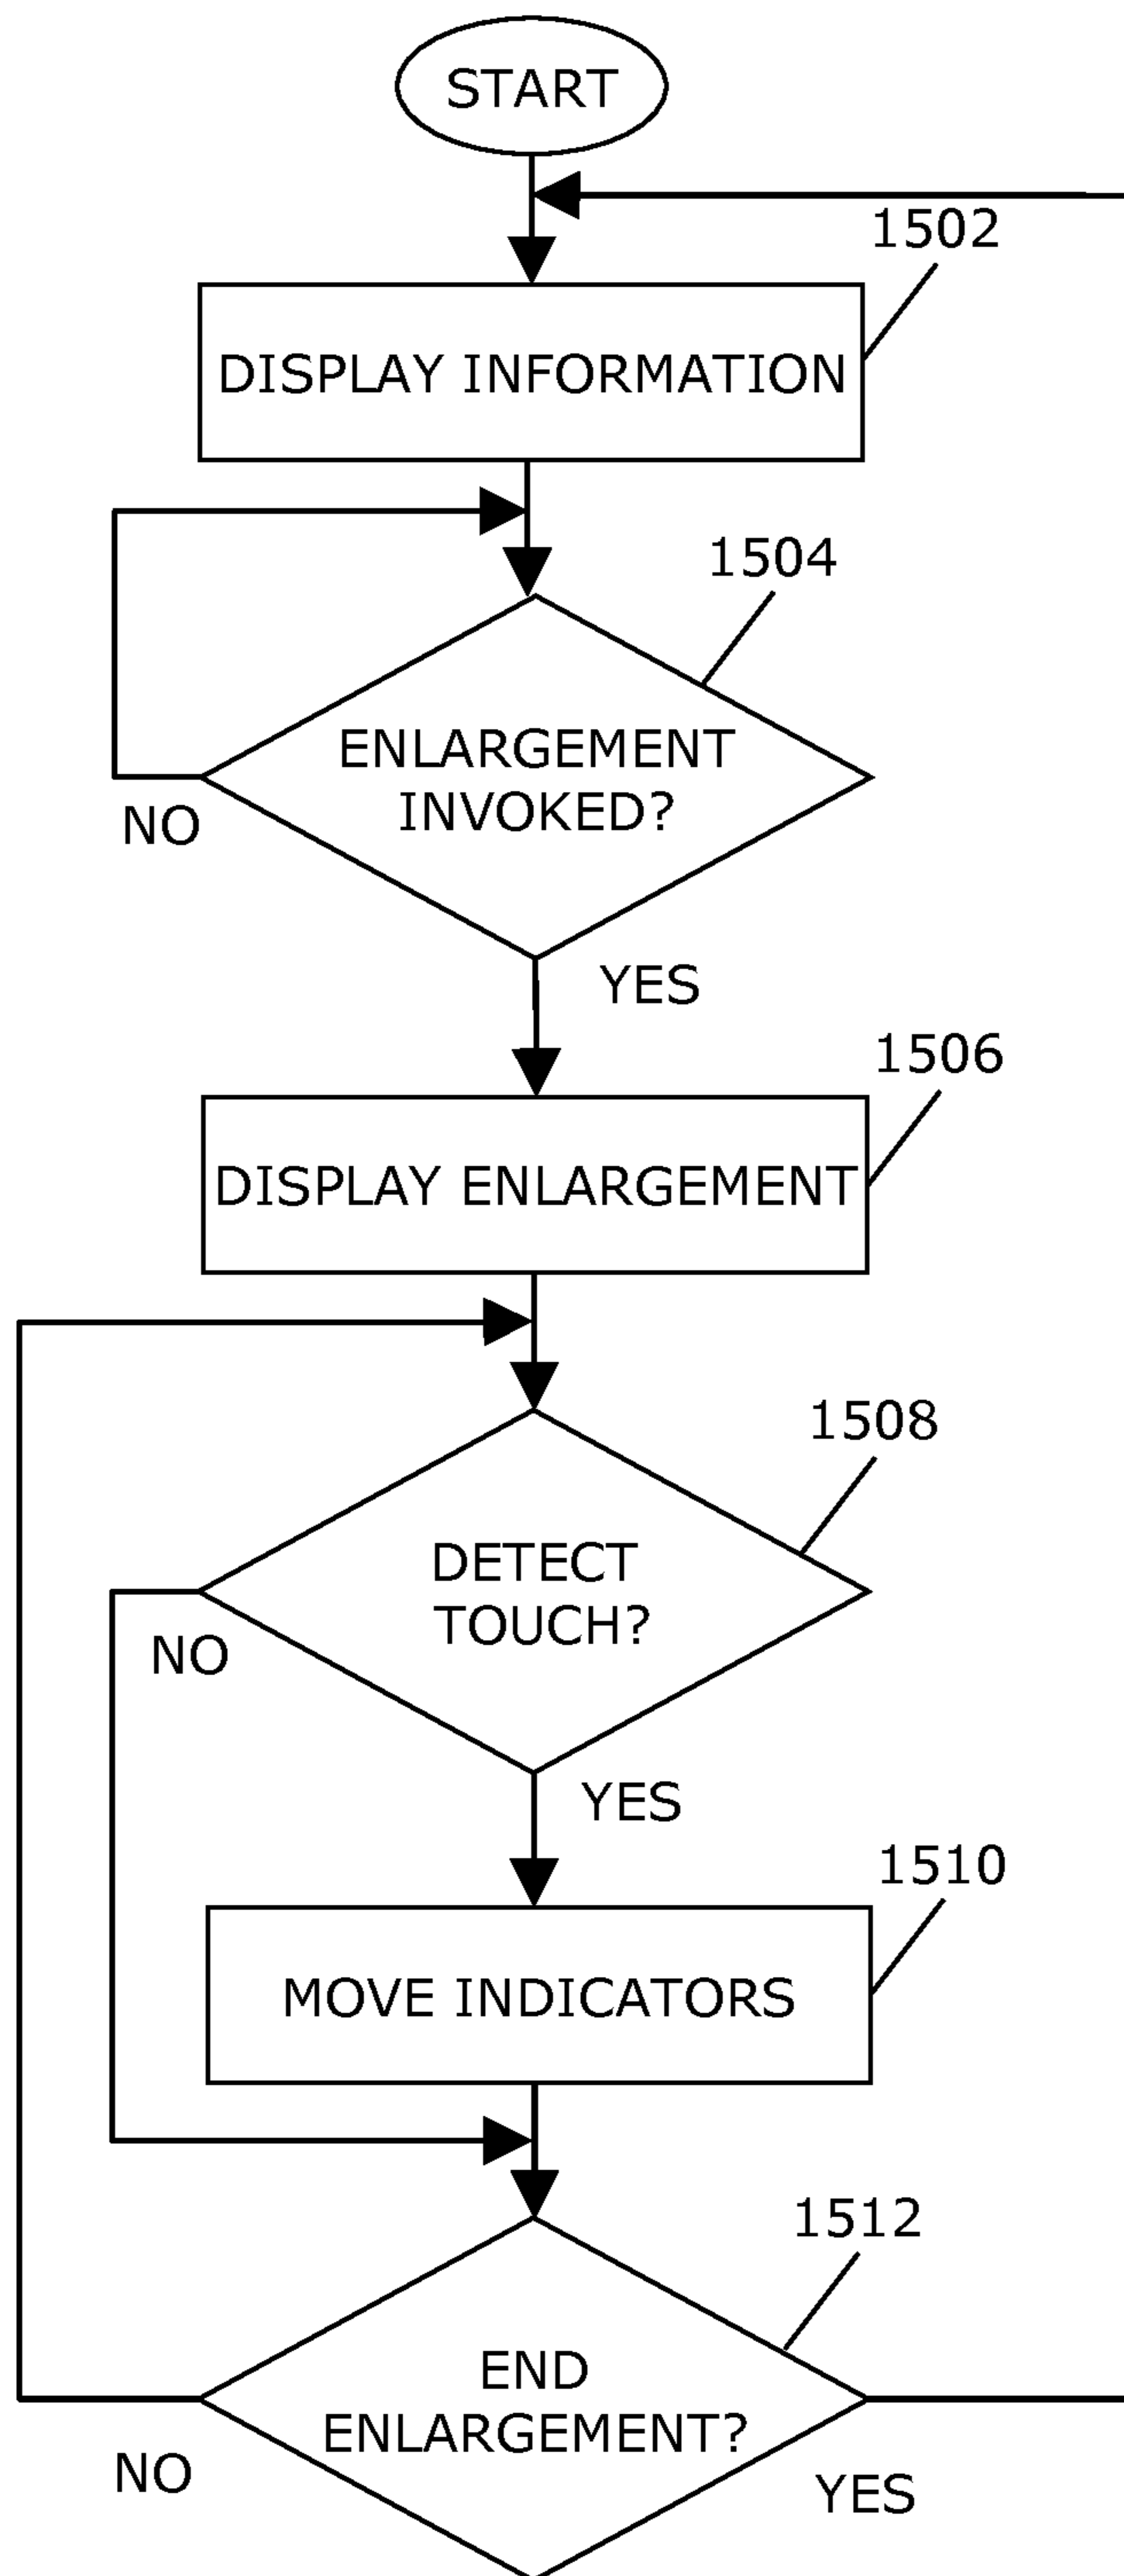 START
1502
DISPLAY INFORMATION
1504
ENLARGEMENT
INVOKED?
NO
YES
1506
DISPLAY ENLARGEMENT
1508
DETECT
TOUCH?
NO
YES
1510
MOVE INDICATORS
1512
END
ENLARGEMENT?
NO
YES